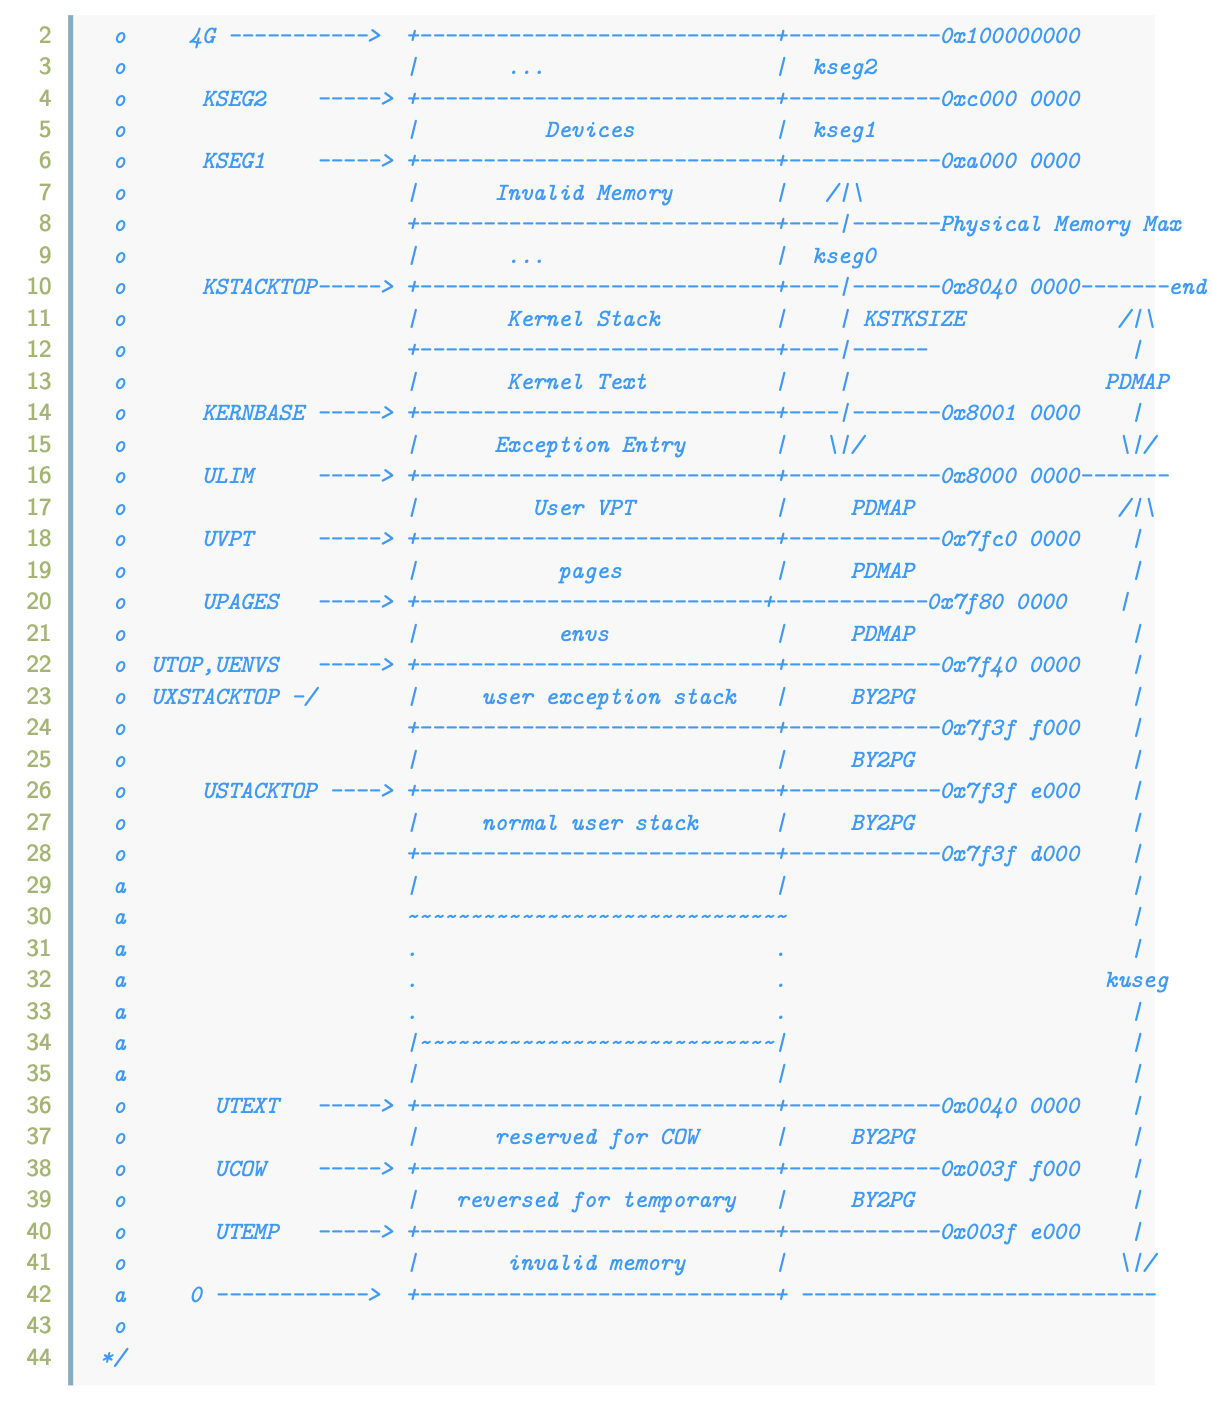 2 o     4G ----------->  +----------------------------+------------0x100000000
3 o                      |       ...                  |  kseg2
4 o      KSEG2    -----> +----------------------------+------------0xc000 0000
5 o                      |          Devices           |  kseg1
6 o      KSEG1    -----> +----------------------------+------------0xa000 0000
7 o                      |      Invalid Memory        |   /|\
8 o                      +----------------------------+----|-------Physical Memory Max
9 o                      |       ...                  |  kseg0
10 o      KSTACKTOP-----> +----------------------------+----|-------0x8040 0000-------end
11 o                      |       Kernel Stack         |    | KSTKSIZE            /|\
12 o                      +----------------------------+----|------                |
13 o                      |       Kernel Text          |    |                    PDMAP
14 o      KERNBASE -----> +----------------------------+----|-------0x8001 0000    |
15 o                      |      Exception Entry       |   \|/                    \|/
16 o      ULIM     -----> +----------------------------+------------0x8000 0000-------
17 o                      |         User VPT           |     PDMAP                /|\
18 o      UVPT     -----> +----------------------------+------------0x7fc0 0000    |
19 o                      |           pages            |     PDMAP                 |
20 o      UPAGES   -----> +---------------------------+------------0x7f80 0000    |
21 o                      |           envs             |     PDMAP                 |
22 o  UTOP,UENVS   -----> +----------------------------+------------0x7f40 0000    |
23 o  UXSTACKTOP -/       |     user exception stack   |     BY2PG                 |
24 o                      +----------------------------+------------0x7f3f f000    |
25 o                      |                            |     BY2PG                 |
26 o      USTACKTOP ----> +----------------------------+------------0x7f3f e000    |
27 o                      |     normal user stack      |     BY2PG                 |
28 o                      +----------------------------+------------0x7f3f d000    |
29 a                      |                            |                           |
30 a                      ~~~~~~~~~~~~~~~~~~~~~~~~~~~~~~                           |
31 a                      .                            .                           |
32 a                      .                            .                         kuseg
33 a                      .                            .                           |
34 a                      |~~~~~~~~~~~~~~~~~~~~~~~~~~~~|                           |
35 a                      |                            |                           |
36 o       UTEXT   -----> +----------------------------+------------0x0040 0000    |
37 o                      |      reserved for COW      |     BY2PG                 |
38 o       UCOW    -----> +----------------------------+------------0x003f f000    |
39 o                      |   reversed for temporary   |     BY2PG                 |
40 o       UTEMP   -----> +----------------------------+------------0x003f e000    |
41 o                      |       invalid memory       |                          \|/
42 a     0 ------------>  +----------------------------+ ----------------------------
43 o
44 */